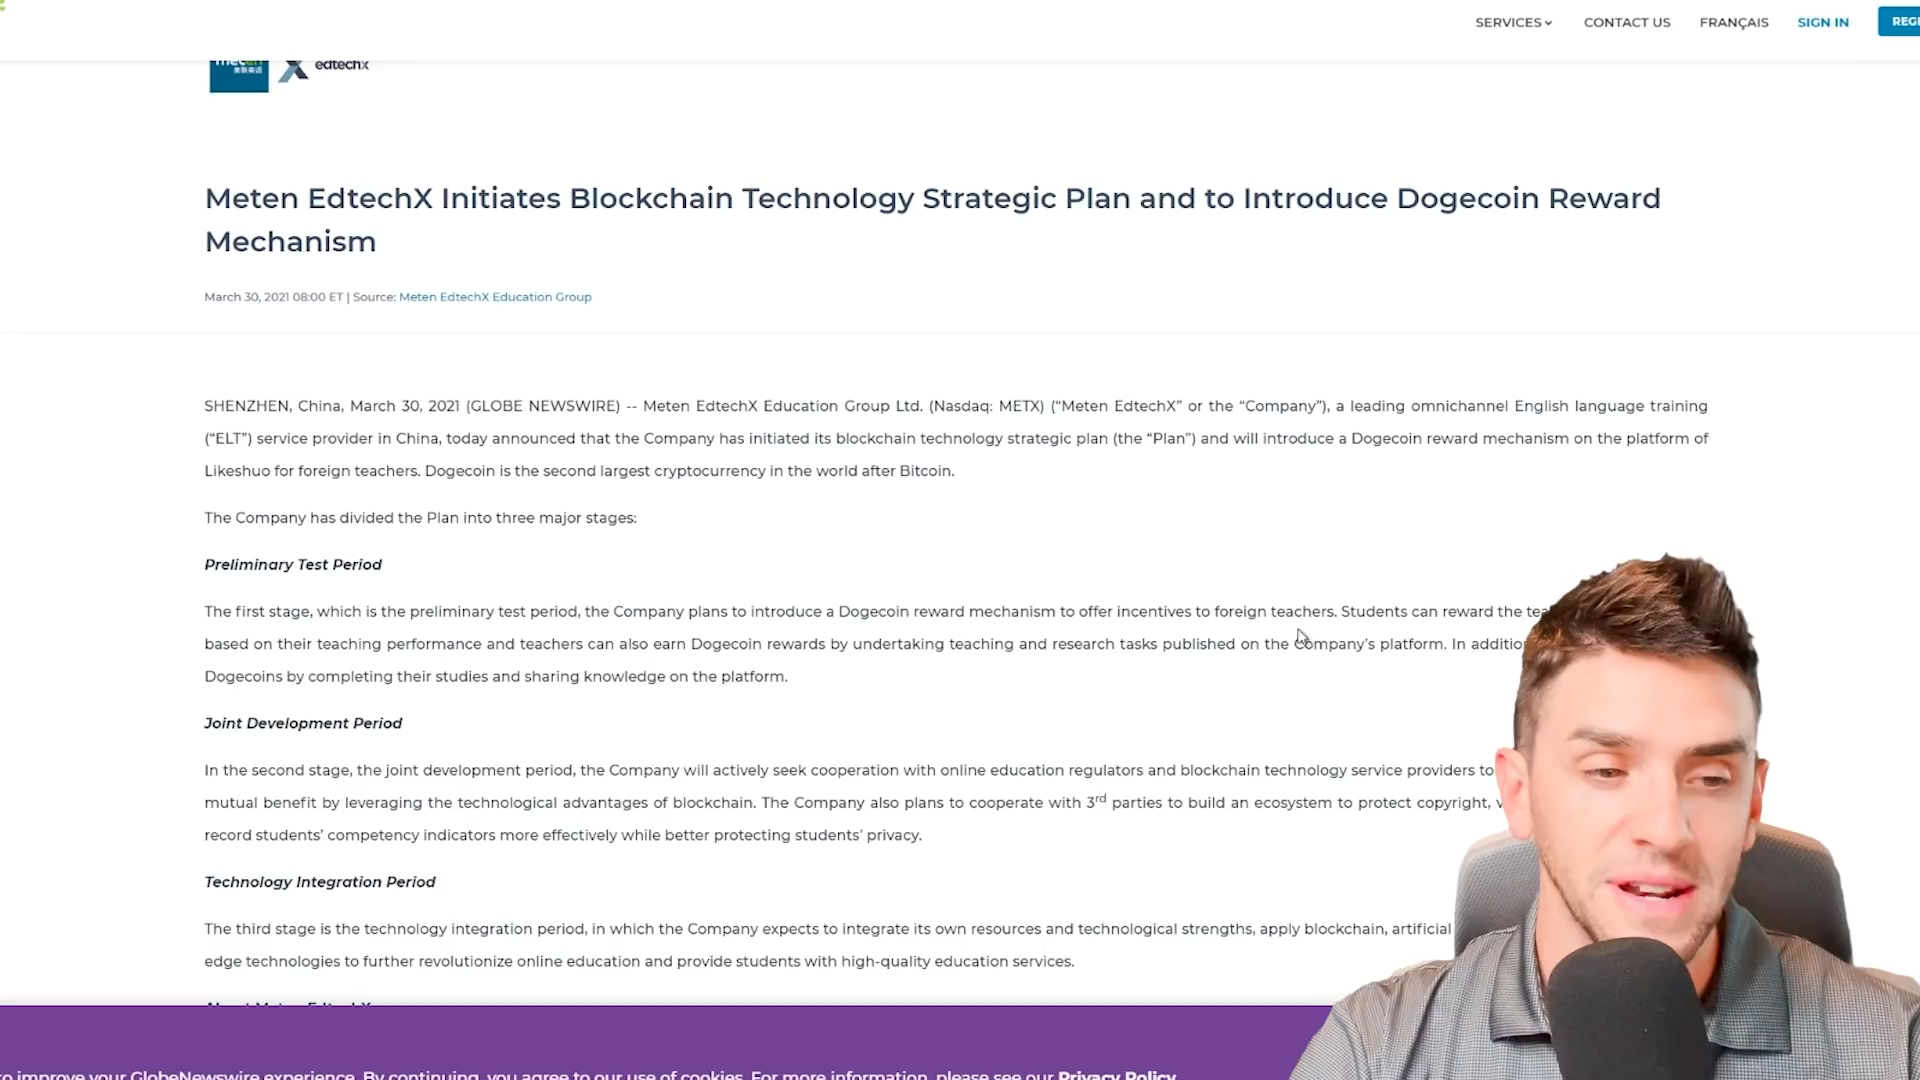 SERVICES CONTACT US FRANÇAIS SIGN IN
美联英语 edtechx
Meten EdtechX Initiates Blockchain Technology Strategic Plan and to Introduce Dogecoin Reward
Mechanism
March 30, 2021 08:00 ET | Source: Meten EdtechX Education Group
SHENZHEN, China, March 30, 2021 (GLOBE NEWSWIRE) -- Meten EdtechX Education Group Ltd. (Nasdaq: METX) (“Meten EdtechX” or the “Company”), a leading omnichannel English language training
(“ELT”) service provider in China, today announced that the Company has initiated its blockchain technology strategic plan (the “Plan”) and will introduce a Dogecoin reward mechanism on the platform of
Likeshuo for foreign teachers. Dogecoin is the second largest cryptocurrency in the world after Bitcoin.
The Company has divided the Plan into three major stages:
Preliminary Test Period
The first stage, which is the preliminary test period, the Company plans to introduce a Dogecoin reward mechanism to offer incentives to foreign teachers. Students can reward the
based on their teaching performance and teachers can also earn Dogecoin rewards by undertaking teaching and research tasks published on the Company’s platform. In
Dogecoins by completing their studies and sharing knowledge on the platform.
Joint Development Period
In the second stage, the joint development period, the Company will actively seek cooperation with online education regulators and blockchain technology service providers to
mutual benefit by leveraging the technological advantages of blockchain. The Company also plans to cooperate with 3rd parties to build an ecosystem to protect copyright,
record students’ competency indicators more effectively while better protecting students’ privacy.
Technology Integration Period
The third stage is the technology integration period, in which the Company expects to integrate its own resources and technological strengths, apply blockchain, artificial
edge technologies to further revolutionize online education and provide students with high-quality education services.
About Meten EdtechX
to improve your GlobeNewswire experience. By continuing, you agree to our use of cookies. For more information, please see our Privacy Policy